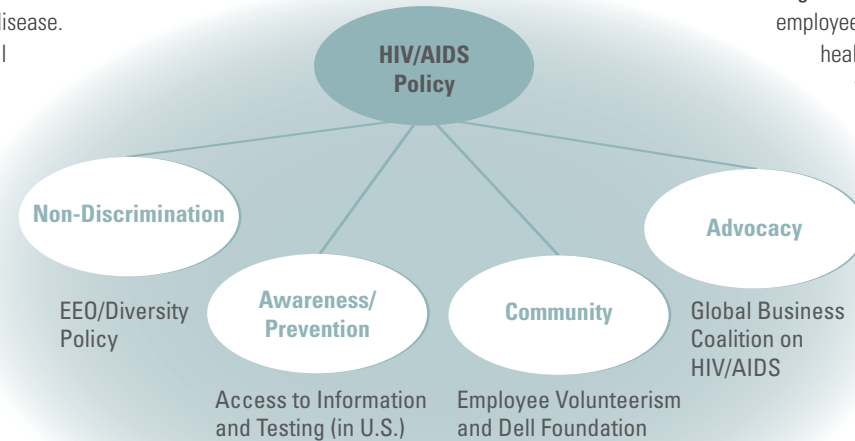 disease.
employee
heal
HIV/AIDS
Policy
Non-Discrimination
EEO/Diversity
Policy
Awareness/
Prevention
Access to Information
and Testing (in U.S.)
Community
Employee Volunteerism
and Dell Foundation
Advocacy
Global Business
Coalition on
HIV/AIDS